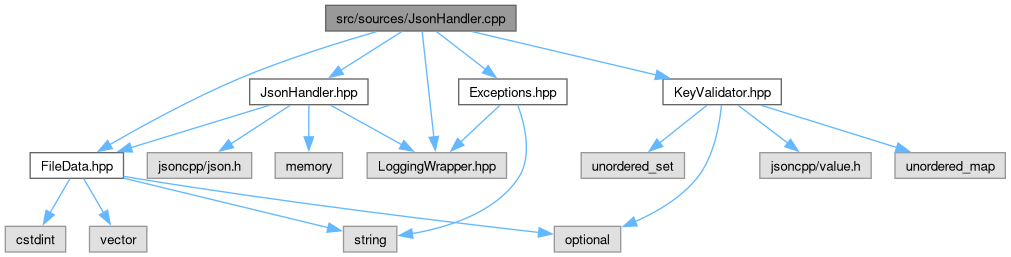 src/sources/JsonHandler.cpp
JsonHandler.hpp
Exceptions.hpp
KeyValidator.hpp
FileData.hpp
jsoncpp/json.h
memory
LoggingWrapper.hpp
unordered_set
jsoncpp/value.h
unordered_map
cstdint
vector
string
optional